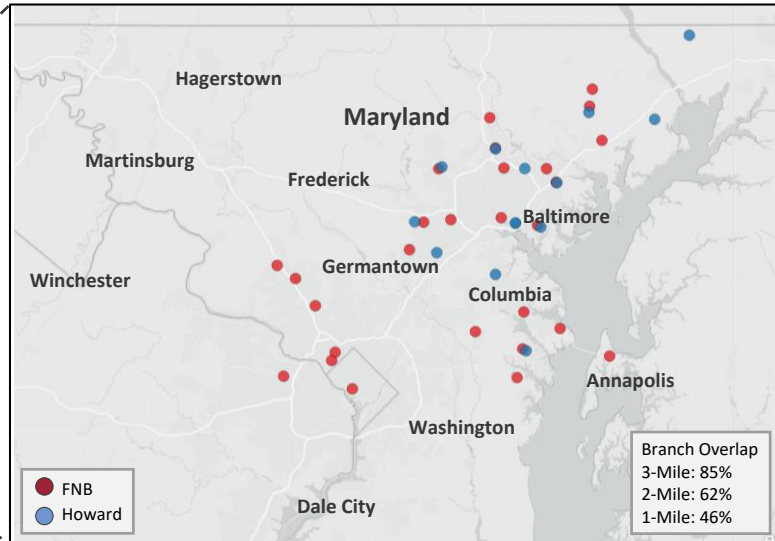 Hagerstown
Maryland
Martinsburg
Frederick
Baltimore
Winchester
Germantown
Columbia
Annapolis
Washington
Dale City
FNB
Howard
Branch Overlap
3-Mile: 85%
2-Mile: 62%
1-Mile: 46%